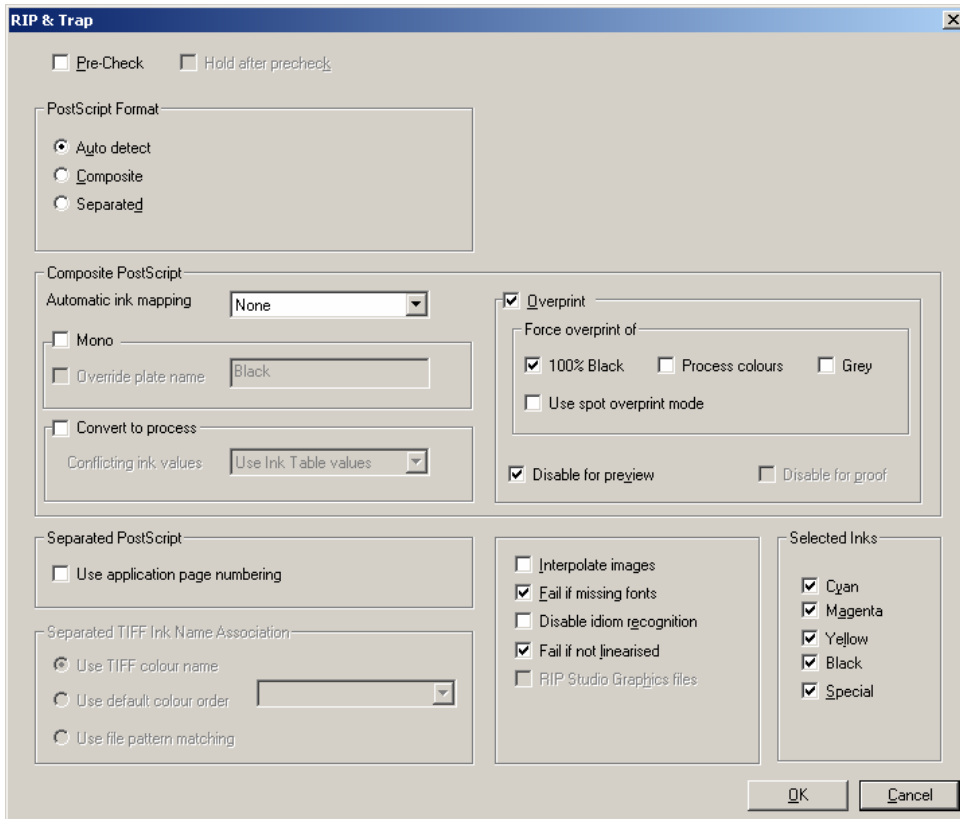 RIP & Trap
Pre-Check
Hold after precheck
PostScript Format
Auto detect
Composite
Separated
Composite PostScript
Automatic ink mapping
None
Mono
Override plate name
Black
Convert to process
Conflicting ink values
Use Ink Table values
Overprint
Force overprint of
100% Black
Process colours
Grey
Use spot overprint mode
Disable for preview
Disable for proof
Separated PostScript
Use application page numbering
Separated TIFF Ink Name Association
Use TIFF colour name
Use default colour order
Use file pattern matching
Interpolate images
Fail if missing fonts
Disable idiom recognition
Fail if not linearised
RIP Studio Graphics files
Selected Inks
Cyan
Magenta
Yellow
Black
Special
OK
Cancel